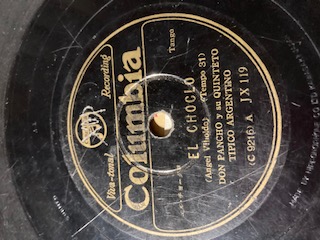 Viva-tonal Recording
Columbia
Tango
EL CHOCLO
(Angel Villoldo) (Tempo 31)
DON PANCHO y su QUINTETO
TIPICO ARGENTINO
(C 9216) A JX 119